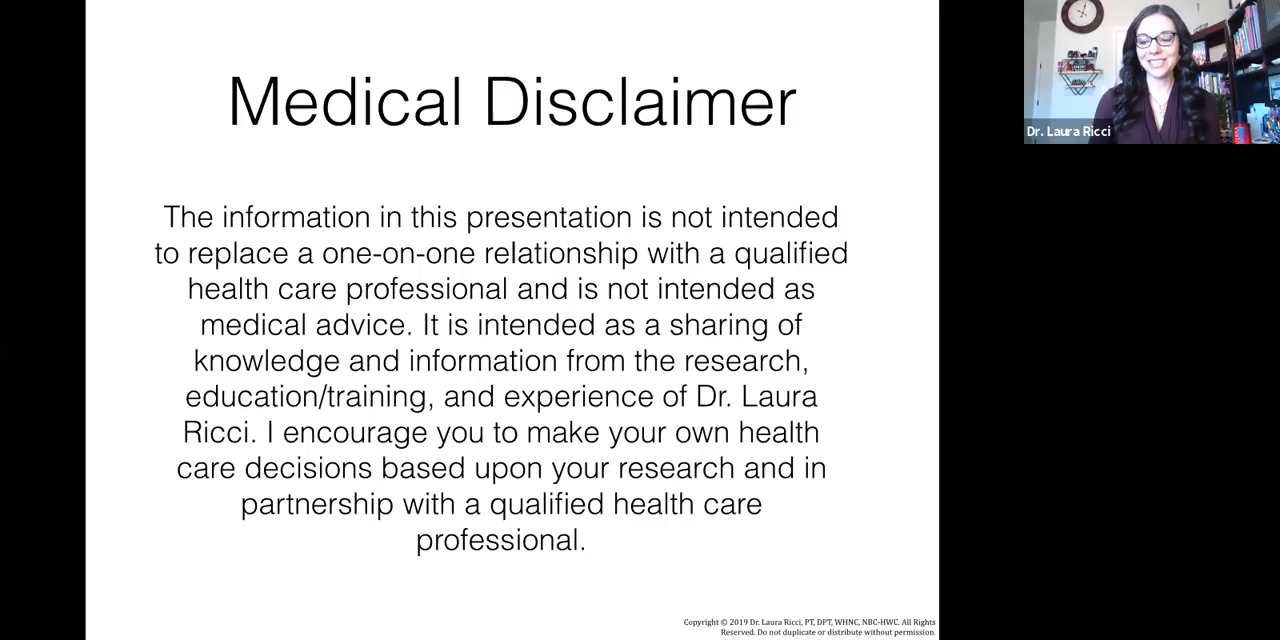 Medical Disclaimer
The information in this presentation is not intended
to replace a one-on-one relationship with a qualified
health care professional and is not intended as
medical advice. It is intended as a sharing of
knowledge and information from the research,
education/training, and experience of Dr. Laura
Ricci. I encourage you to make your own health
care decisions based upon your research and in
partnership with a qualified health care
professional.
Copyright © 2019 Dr. Laura Ricci, PT, DPT, WHNC, NBC-HWC. All Rights
Reserved. Do not duplicate or distribute without permission.
Dr. Laura Ricci